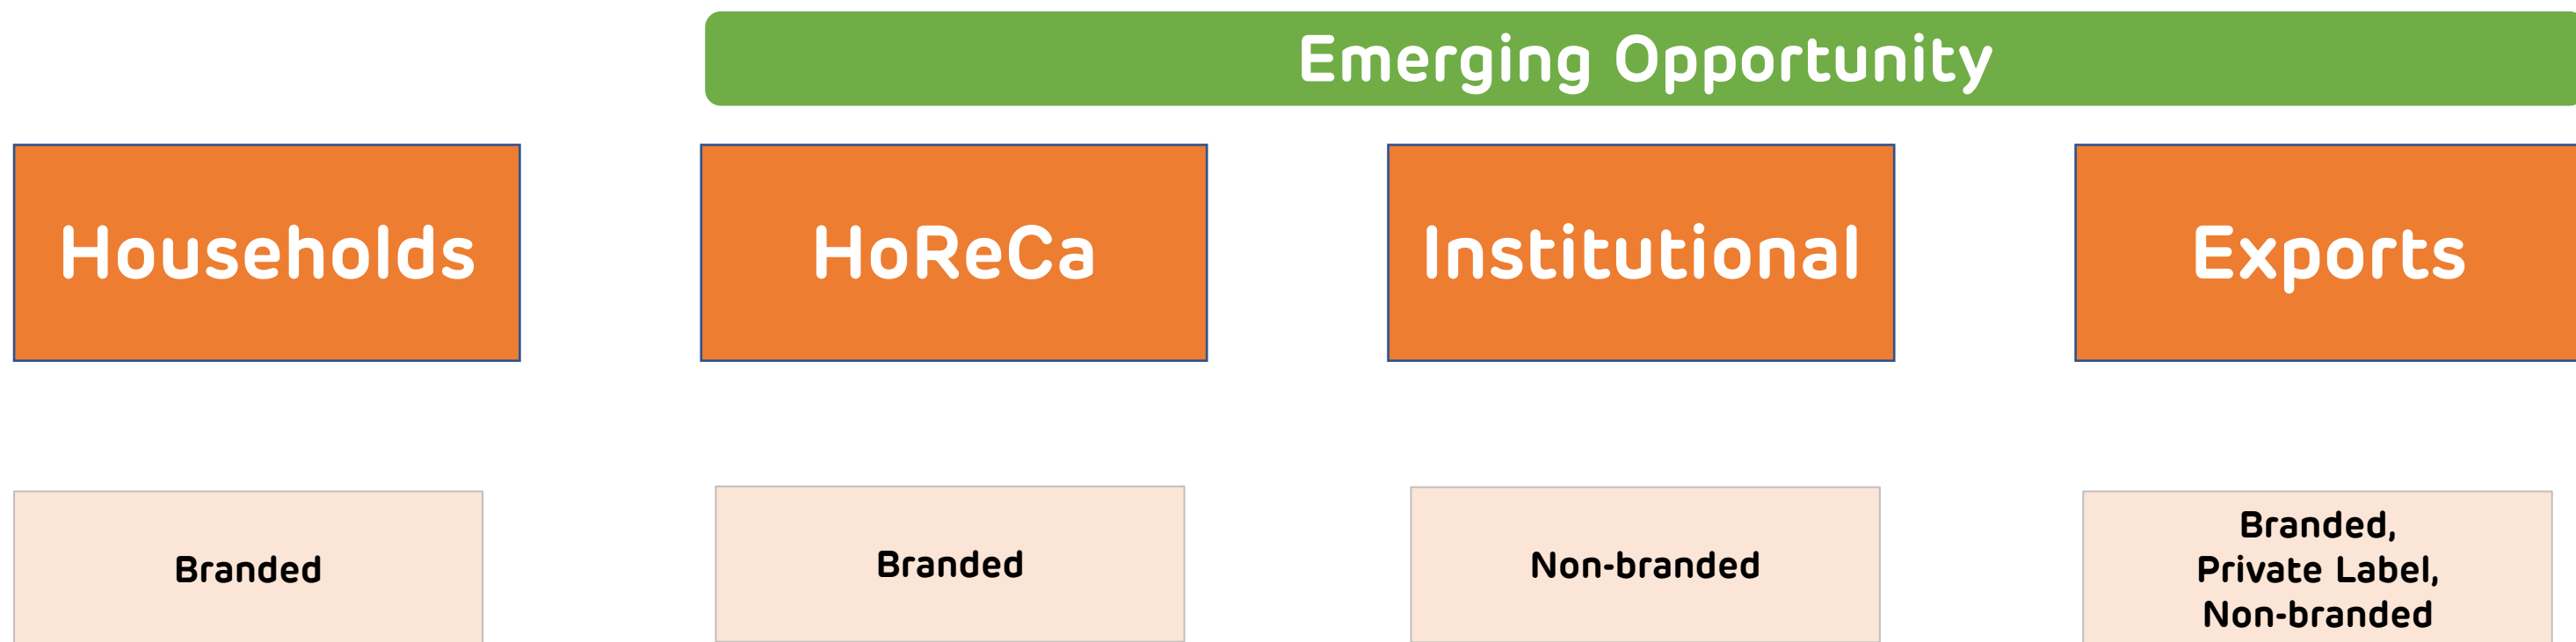 Emerging Opportunity
Households
HoReCa
Institutional
Exports
Branded
Branded
Non-branded
Branded,
Private Label,
Non-branded